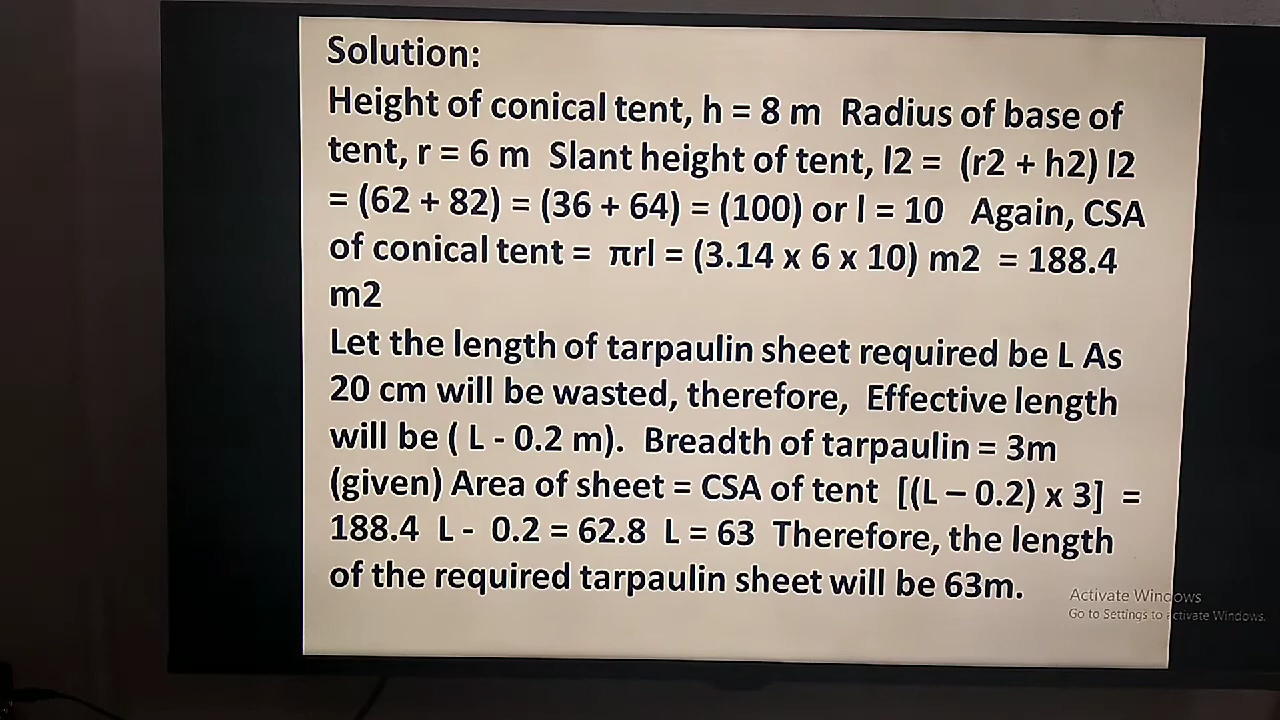 Solution:
Height of conical tent, h = 8 m Radius of base of
tent, r = 6 m Slant height of tent, l2 = (r2 + h2) l2
= (62 + 82) = (36 + 64) = (100) or l = 10 Again, CSA
of conical tent = πrl = (3.14 x 6 x 10) m2 = 188.4
m2
Let the length of tarpaulin sheet required be L As
20 cm will be wasted, therefore, Effective length
will be ( L - 0.2 m). Breadth of tarpaulin = 3m
(given) Area of sheet = CSA of tent [(L – 0.2) x 3] =
188.4 L - 0.2 = 62.8 L = 63 Therefore, the length
of the required tarpaulin sheet will be 63m.
Activate Windows
Go to Settings to activate Windows.